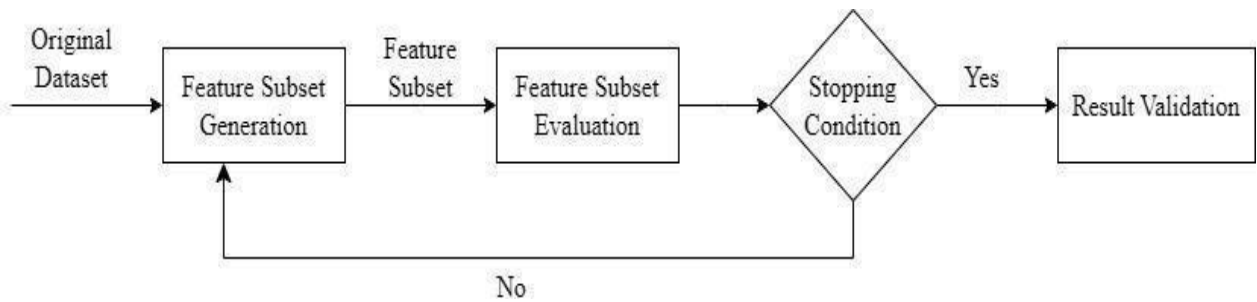 Original
Dataset
Feature Subset
Generation
Feature
Subset
Feature Subset
Evaluation
Stopping
Condition
Yes
Result Validation
No